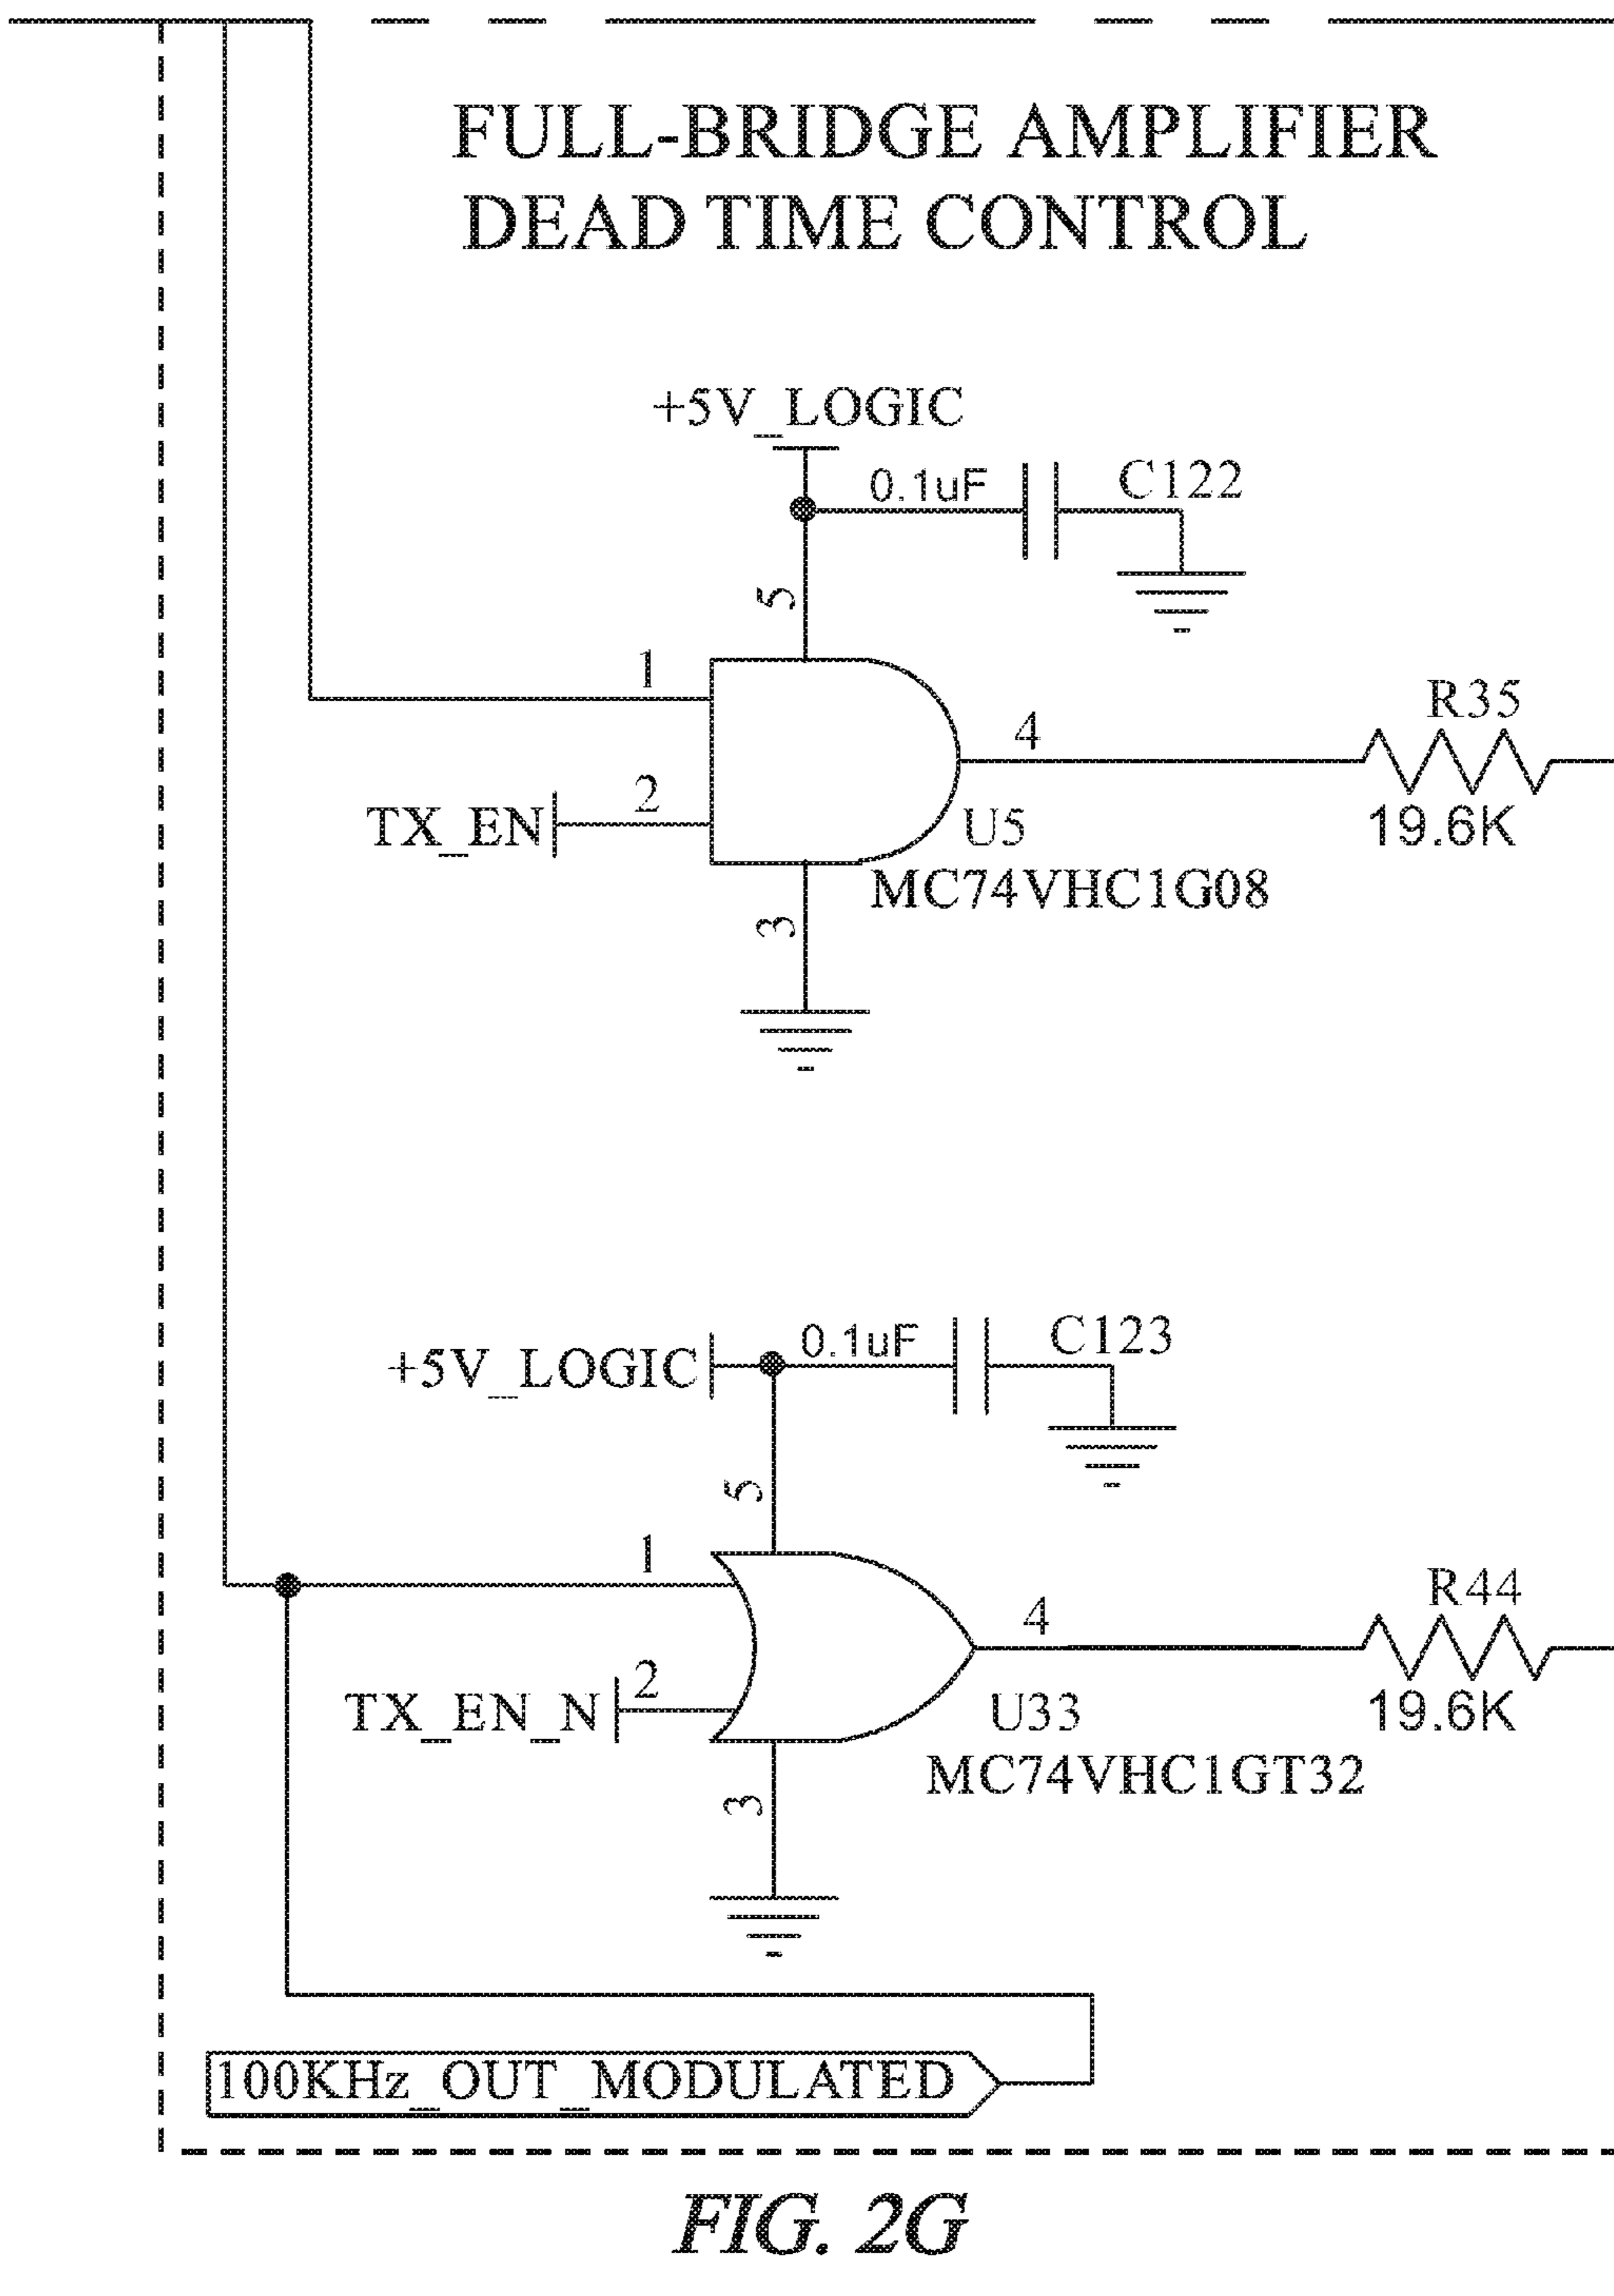 FULL-BRIDGE AMPLIFIER
DEAD TIME CONTROL
+5V_LOGIC
0.1uF
C122
5
1
R35
4
2
TX_EN
U5
19.6K
MC74VHC1G08
3
+5V_LOGIC
0.1uF
C123
5
1
R44
4
2
TX_EN_N
U33
19.6K
MC74VHC1GT32
3
100KHz_OUT_MODULATED
FIG. 2G